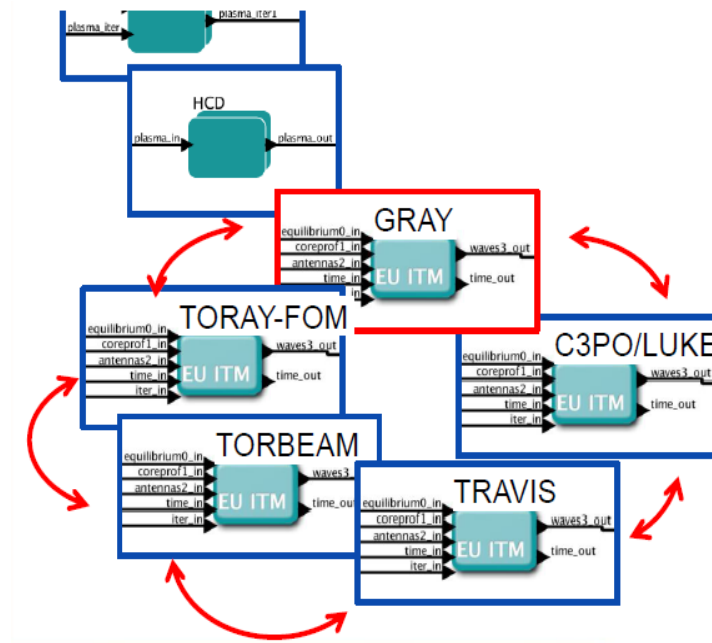 plasma_iter1
plasma_iter
HCD
plasma_in
plasma_out
GRAY
equilibrium0_in
coreprof1_in
antennas2_in
time_in
in
EU ITM
waves3_out
time_out
TORAY-FOM
equilibrium0_in
coreprof1_in
antennas2_in
time_in
iter_in
EU ITM
waves3_out
time_out
C3PO/LUKE
equilibrium0_in
coreprof1_in
antennas2_in
time_in
iter_in
EU ITM
waves3_out
time_out
TORBEAM
equilibrium0_in
coreprof1_in
antennas2_in
time_in
iter_in
EU ITM
waves3
time_out
TRAVIS
equilibrium0_in
coreprof1_in
antennas2_in
time_in
iter_in
EU ITM
waves3_out
time_out